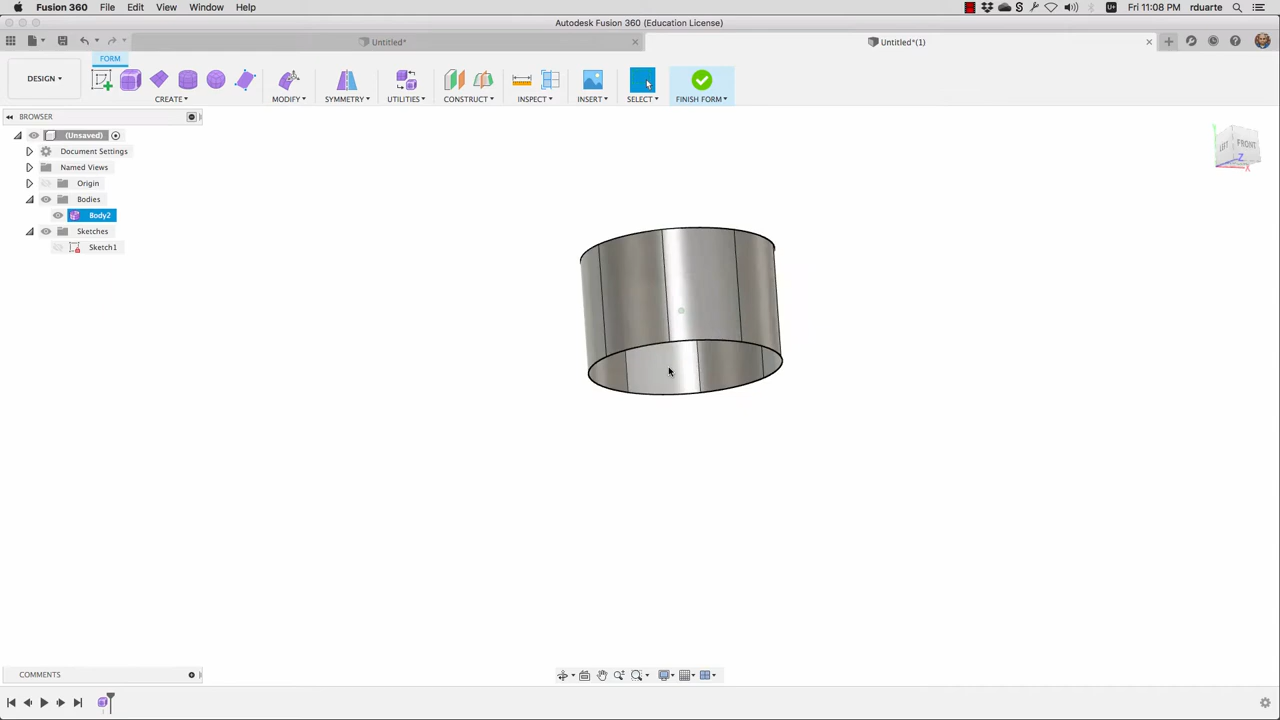 Fusion 360 File Edit View Window Help Fri 11:08 PM rduarte
Autodesk Fusion 360 (Education License)
Untitled* Untitled*(1)
FORM
DESIGN
CREATE MODIFY SYMMETRY UTILITIES CONSTRUCT INSPECT INSERT SELECT FINISH FORM
BROWSER
(Unsaved)
Document Settings
Named Views
Origin
Bodies
Body2
Sketches
Sketch1
FRONT
Z
X
COMMENTS